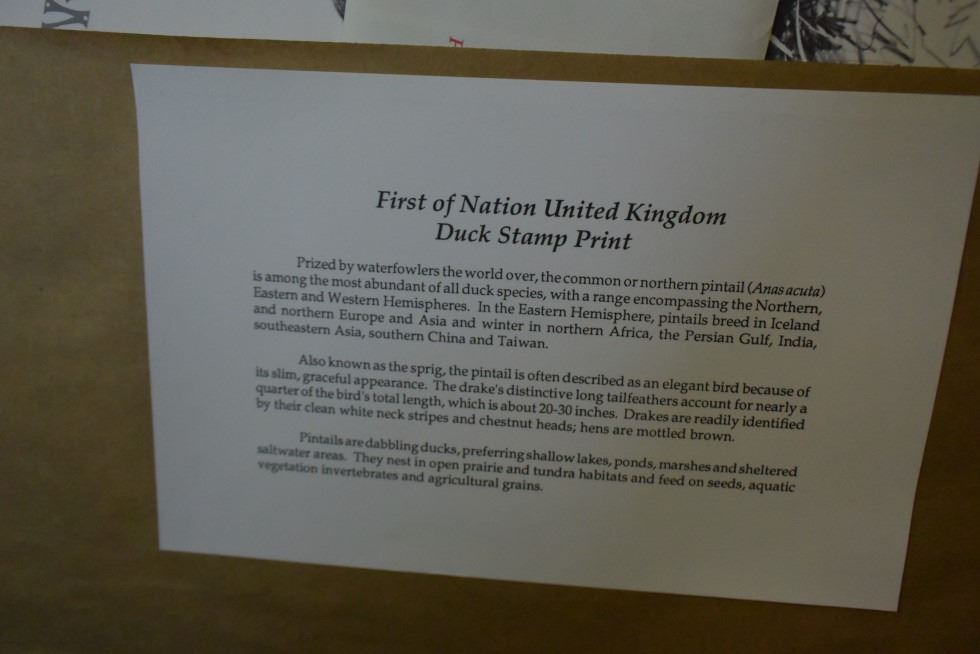 First of Nation United Kingdom
Duck Stamp Print
Prized by waterfowlers the world over, the common or northern pintail (Anas acuta)
is among the most abundant of all duck species, with a range encompassing the Northern,
Eastern and Western Hemispheres. In the Eastern Hemisphere, pintails breed in Iceland
and northern Europe and Asia and winter in northern Africa, the Persian Gulf, India,
southeastern Asia, southern China and Taiwan.
Also known as the sprig, the pintail is often described as an elegant bird because of
its slim, graceful appearance. The drake's distinctive long tailfeathers account for nearly a
quarter of the bird's total length, which is about 20-30 inches. Drakes are readily identified
by their clean white neck stripes and chestnut heads; hens are mottled brown.
Pintails are dabbling ducks, preferring shallow lakes, ponds, marshes and sheltered
saltwater areas. They nest in open prairie and tundra habitats and feed on seeds, aquatic
vegetation invertebrates and agricultural grains.